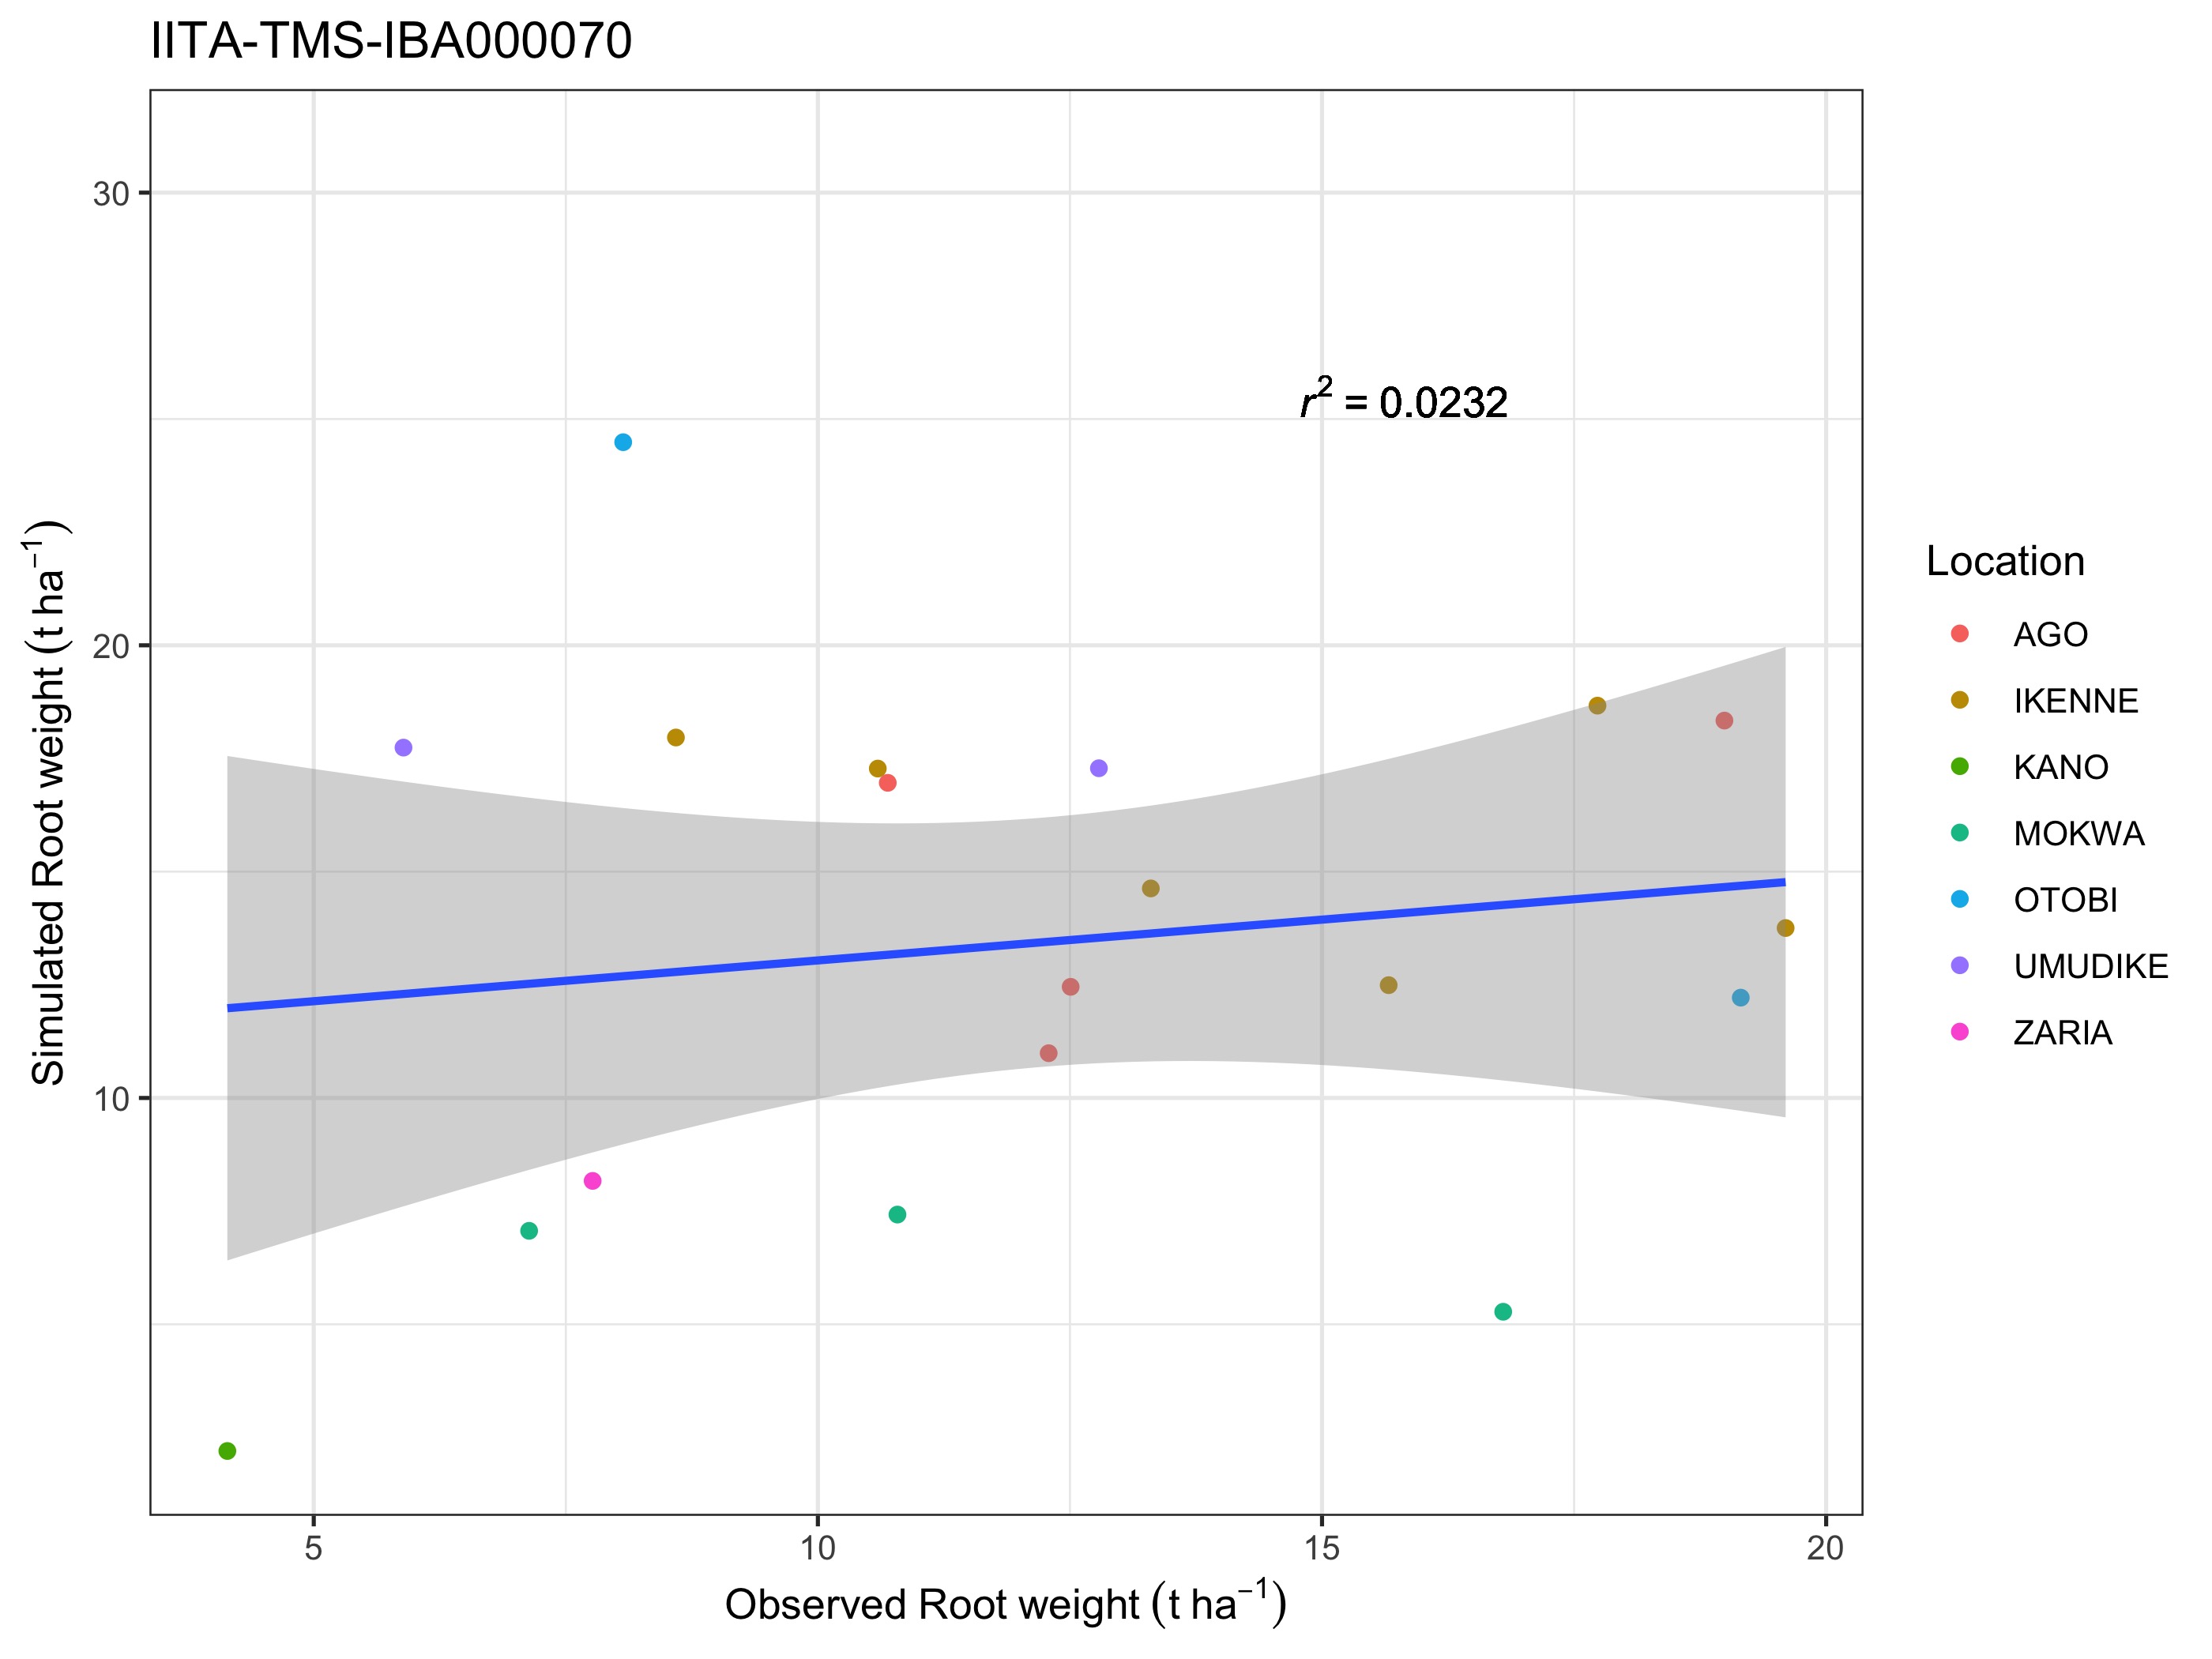 IITA-TMS-IBA000070
30
20
10
Simulated Root weight (t ha⁻¹)
r² = 0.0232
5 10 15 20
Observed Root weight (t ha⁻¹)
Location
AGO
IKENNE
KANO
MOKWA
OTOBI
UMUDIKE
ZARIA